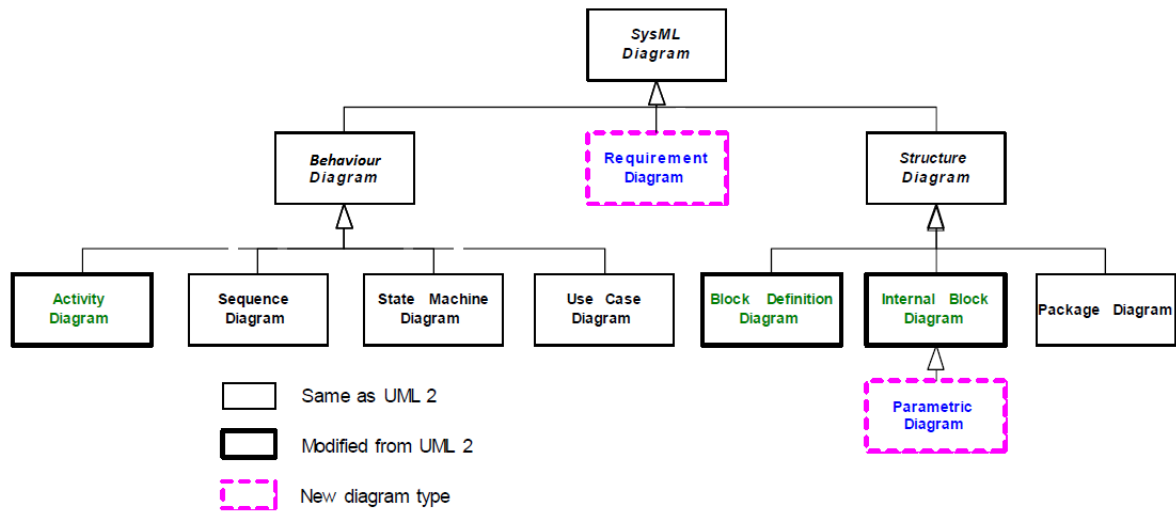 SysML
Diagram
Behaviour
Diagram
Requirement
Diagram
Structure
Diagram
Activity
Diagram
Sequence
Diagram
State Machine
Diagram
Use Case
Diagram
Block Definition
Diagram
Internal Block
Diagram
Package Diagram
Parametric
Diagram
Same as UML 2
Modified from UML 2
New diagram type